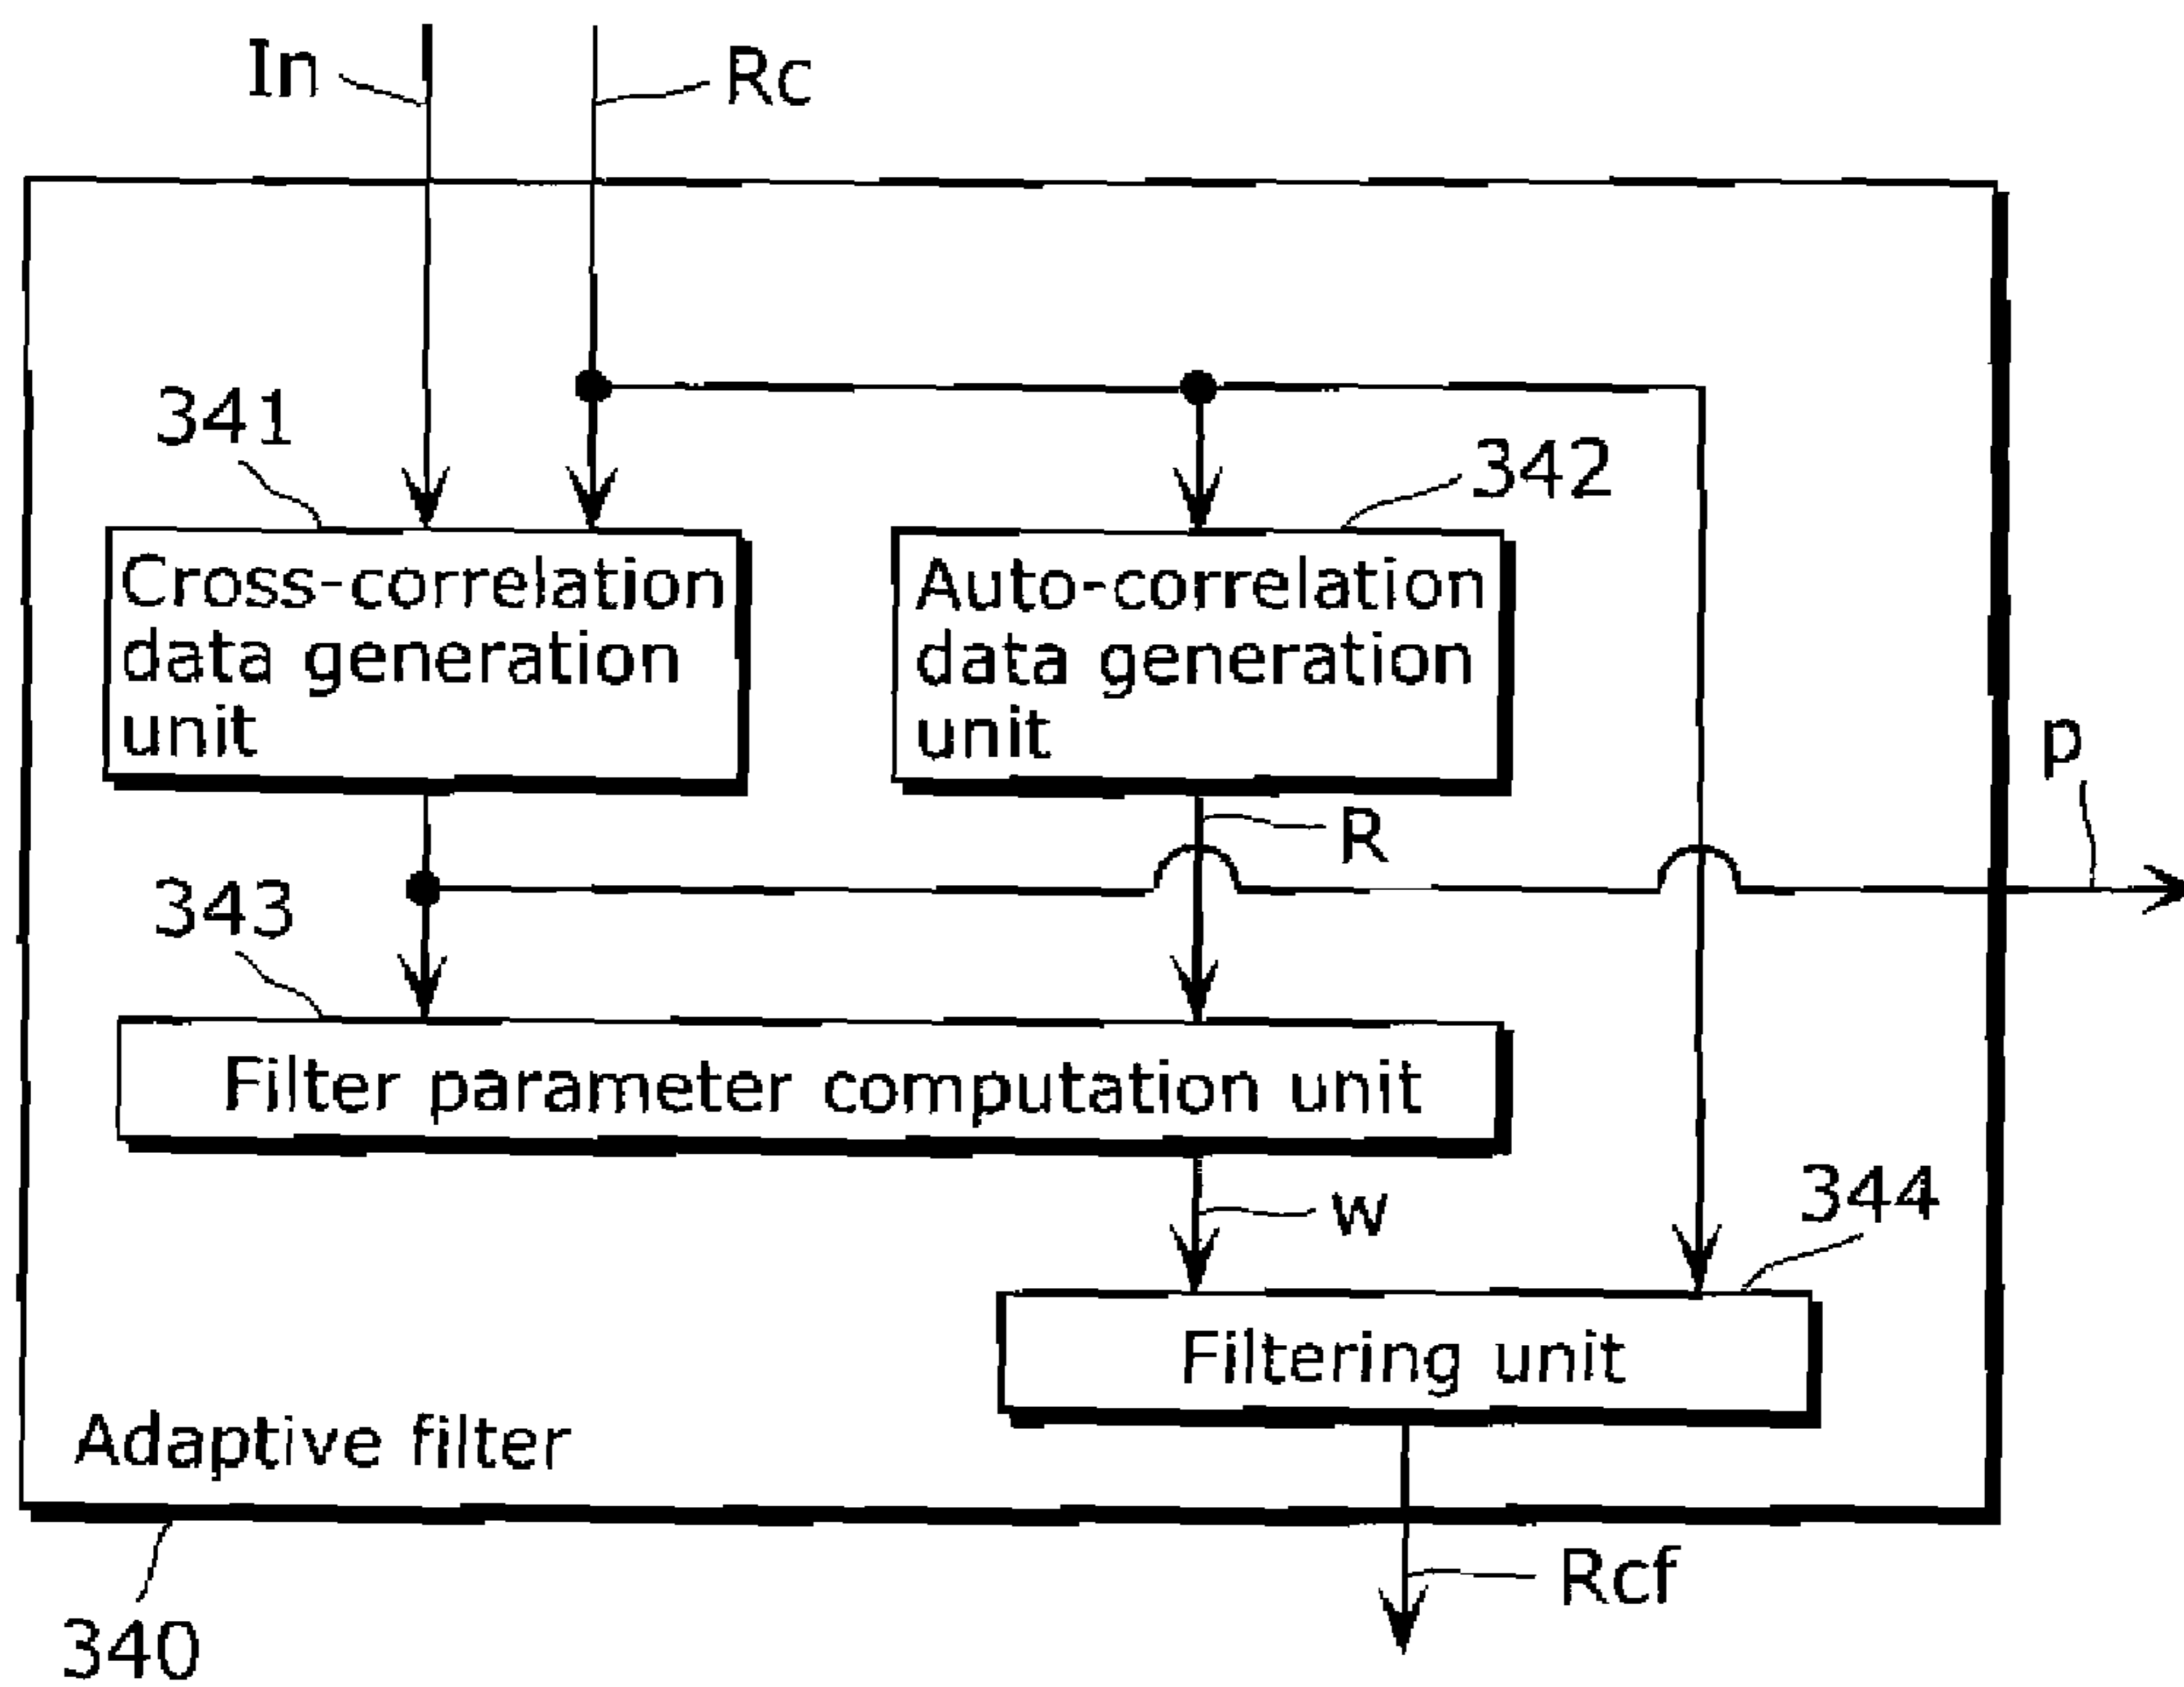 In
Rc
341
342
Cross-correlation
data generation
unit
Auto-correlation
data generation
unit
p
R
343
Filter parameter computation unit
w
344
Filtering unit
Adaptive filter
Rcf
340